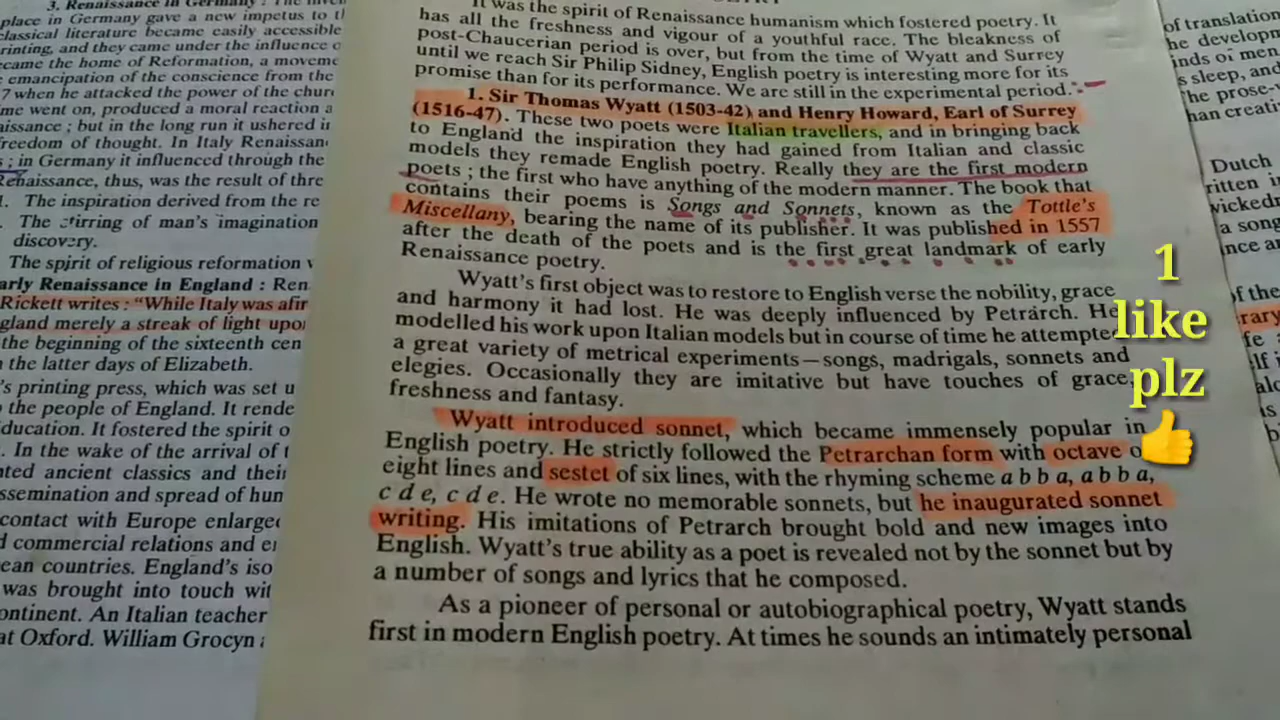 3. Renaissance in Germany : The
place in Germany gave a new impetus to
classical literature became easily accessible
rinting, and they came under the influence
came the home of Reformation, a movem
emancipation of the conscience from the
7 when he attacked the power of the chur
me went on, produced a moral reaction a
aissance ; but in the long run it ushered i
freedom of thought. In Italy Renaissan
; in Germany it influenced through the
Renaissance, thus, was the result of thre
1. The inspiration derived from the re
The stirring of man's imagination
discovery.
The spirit of religious reformation
arly Renaissance in England : Ren
Rickett writes : "While Italy was afir
gland merely a streak of light upo
the beginning of the sixteenth cen
the latter days of Elizabeth.
's printing press, which was set u
the people of England. It rende
ducation. It fostered the spirit o
. In the wake of the arrival of
nted ancient classics and their
ssemination and spread of hun
contact with Europe enlarge
d commercial relations and e
ean countries. England's iso
was brought into touch wit
ontinent. An Italian teacher
at Oxford. William Grocyn
It was the spirit of Renaissance humanism which fostered poetry. It
has all the freshness and vigour of a youthful race. The bleakness of
post-Chaucerian period is over, but from the time of Wyatt and Surrey
until we reach Sir Philip Sidney, English poetry is interesting more for its
promise than for its performance. We are still in the experimental period.
1. Sir Thomas Wyatt (1503-42) and Henry Howard, Earl of Surrey
(1516-47). These two poets were Italian travellers, and in bringing back
to England the inspiration they had gained from Italian and classic
models they remade English poetry. Really they are the first modern
poets ; the first who have anything of the modern manner. The book that
contains their poems is Songs and Sonnets, known as the Tottle's
Miscellany, bearing the name of its publisher. It was published in 1557
after the death of the poets and is the first great landmark of early
Renaissance poetry.
Wyatt's first object was to restore to English verse the nobility, grace
and harmony it had lost. He was deeply influenced by Petrarch. He
modelled his work upon Italian models but in course of time he attempted
a great variety of metrical experiments—songs, madrigals, sonnets and
elegies. Occasionally they are imitative but have touches of grace,
freshness and fantasy.
Wyatt introduced sonnet, which became immensely popular in
English poetry. He strictly followed the Petrarchan form with octave o
eight lines and sestet of six lines, with the rhyming scheme a b b a, a b b a,
c d e, c d e. He wrote no memorable sonnets, but he inaugurated sonnet
writing. His imitations of Petrarch brought bold and new images into
English. Wyatt's true ability as a poet is revealed not by the sonnet but by
a number of songs and lyrics that he composed.
As a pioneer of personal or autobiographical poetry, Wyatt stands
first in modern English poetry. At times he sounds an intimately personal
1
like
plz
of translation
he develop
inds of men
s sleep, and
he prose-
han creati
Dutch
ritten i
vickedn
a song
nce an
of the
rary